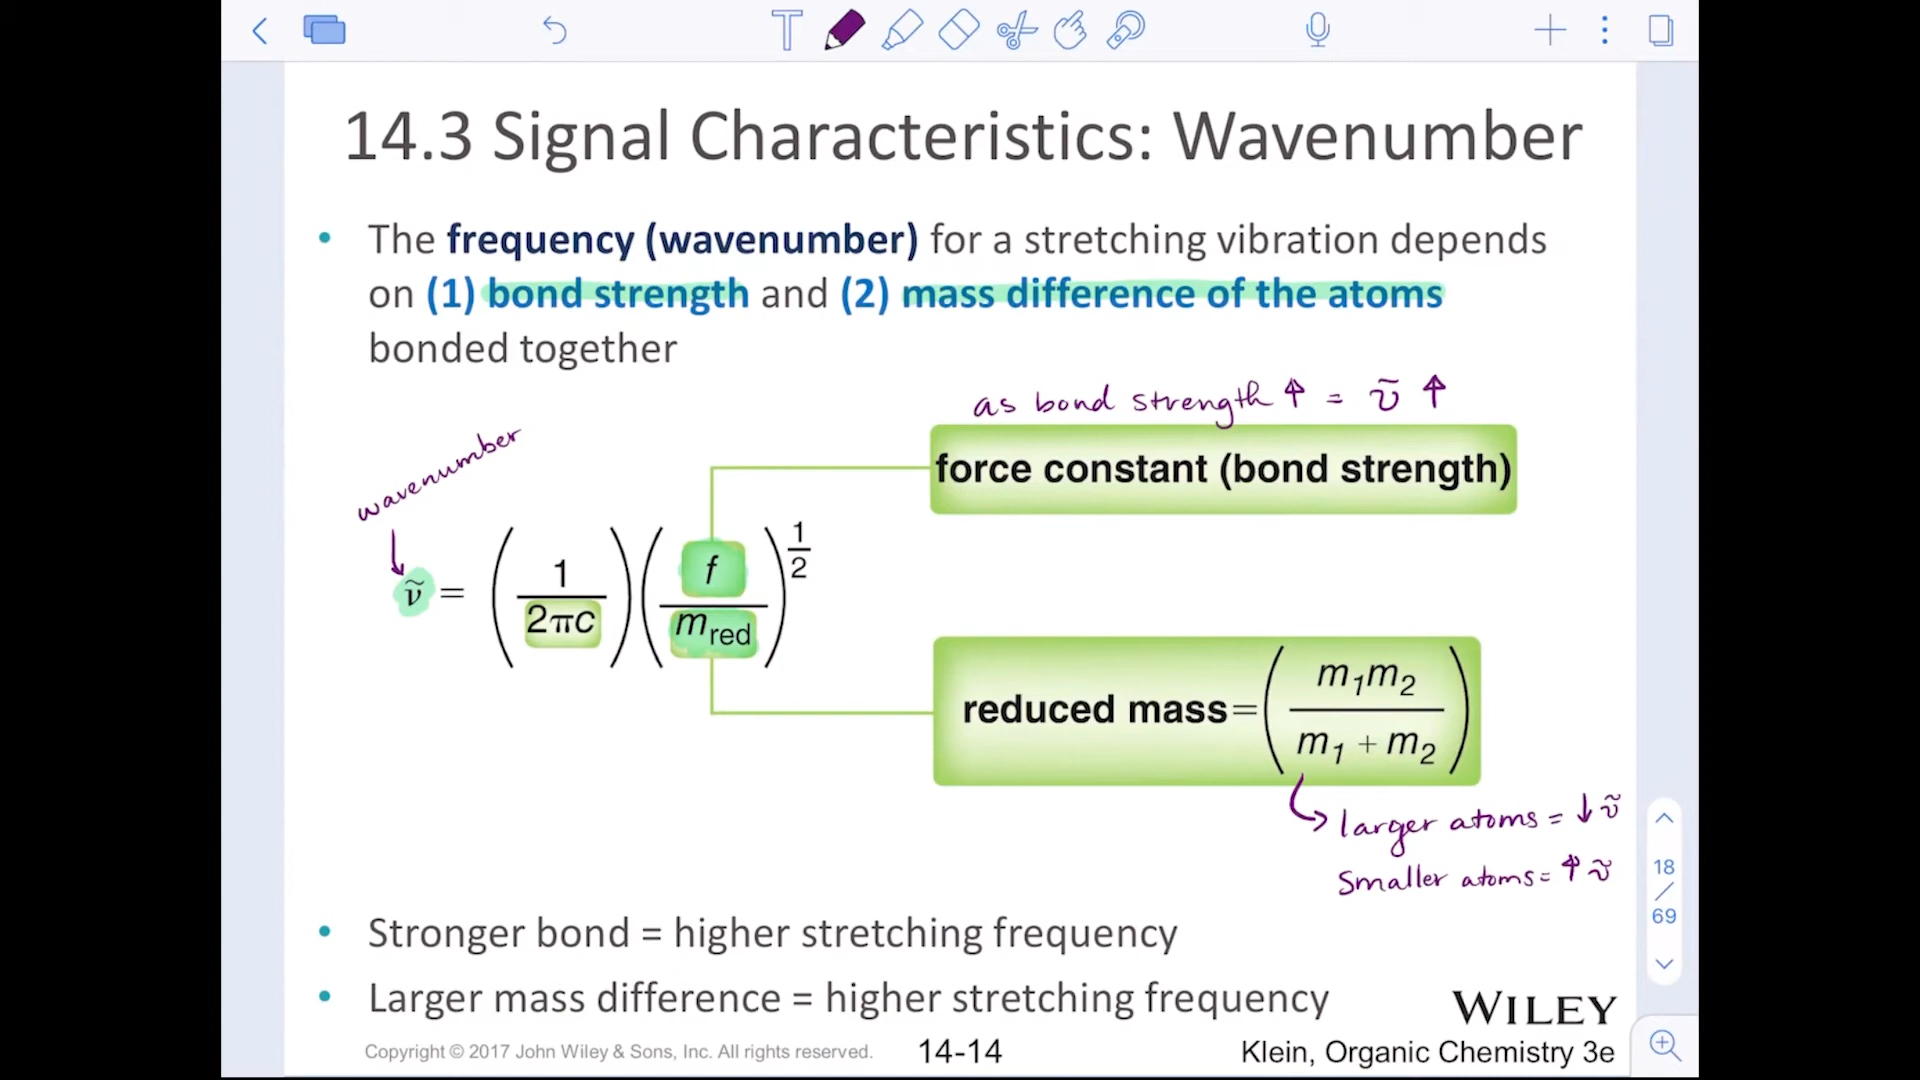 14.3 Signal Characteristics: Wavenumber
• The frequency (wavenumber) for a stretching vibration depends
on (1) bond strength and (2) mass difference of the atoms
bonded together
as bond strength ↑ = ṽ ↑
wavenumber
force constant (bond strength)
ṽ = (1/2πc)(f/m_red)^1/2
reduced mass=(m₁m₂/m₁ + m₂)
larger atoms = ↓ ṽ
Smaller atoms = ↑ ṽ
18
/
69
• Stronger bond = higher stretching frequency
• Larger mass difference = higher stretching frequency
WILEY
Copyright © 2017 John Wiley & Sons, Inc. All rights reserved.
14-14
Klein, Organic Chemistry 3e